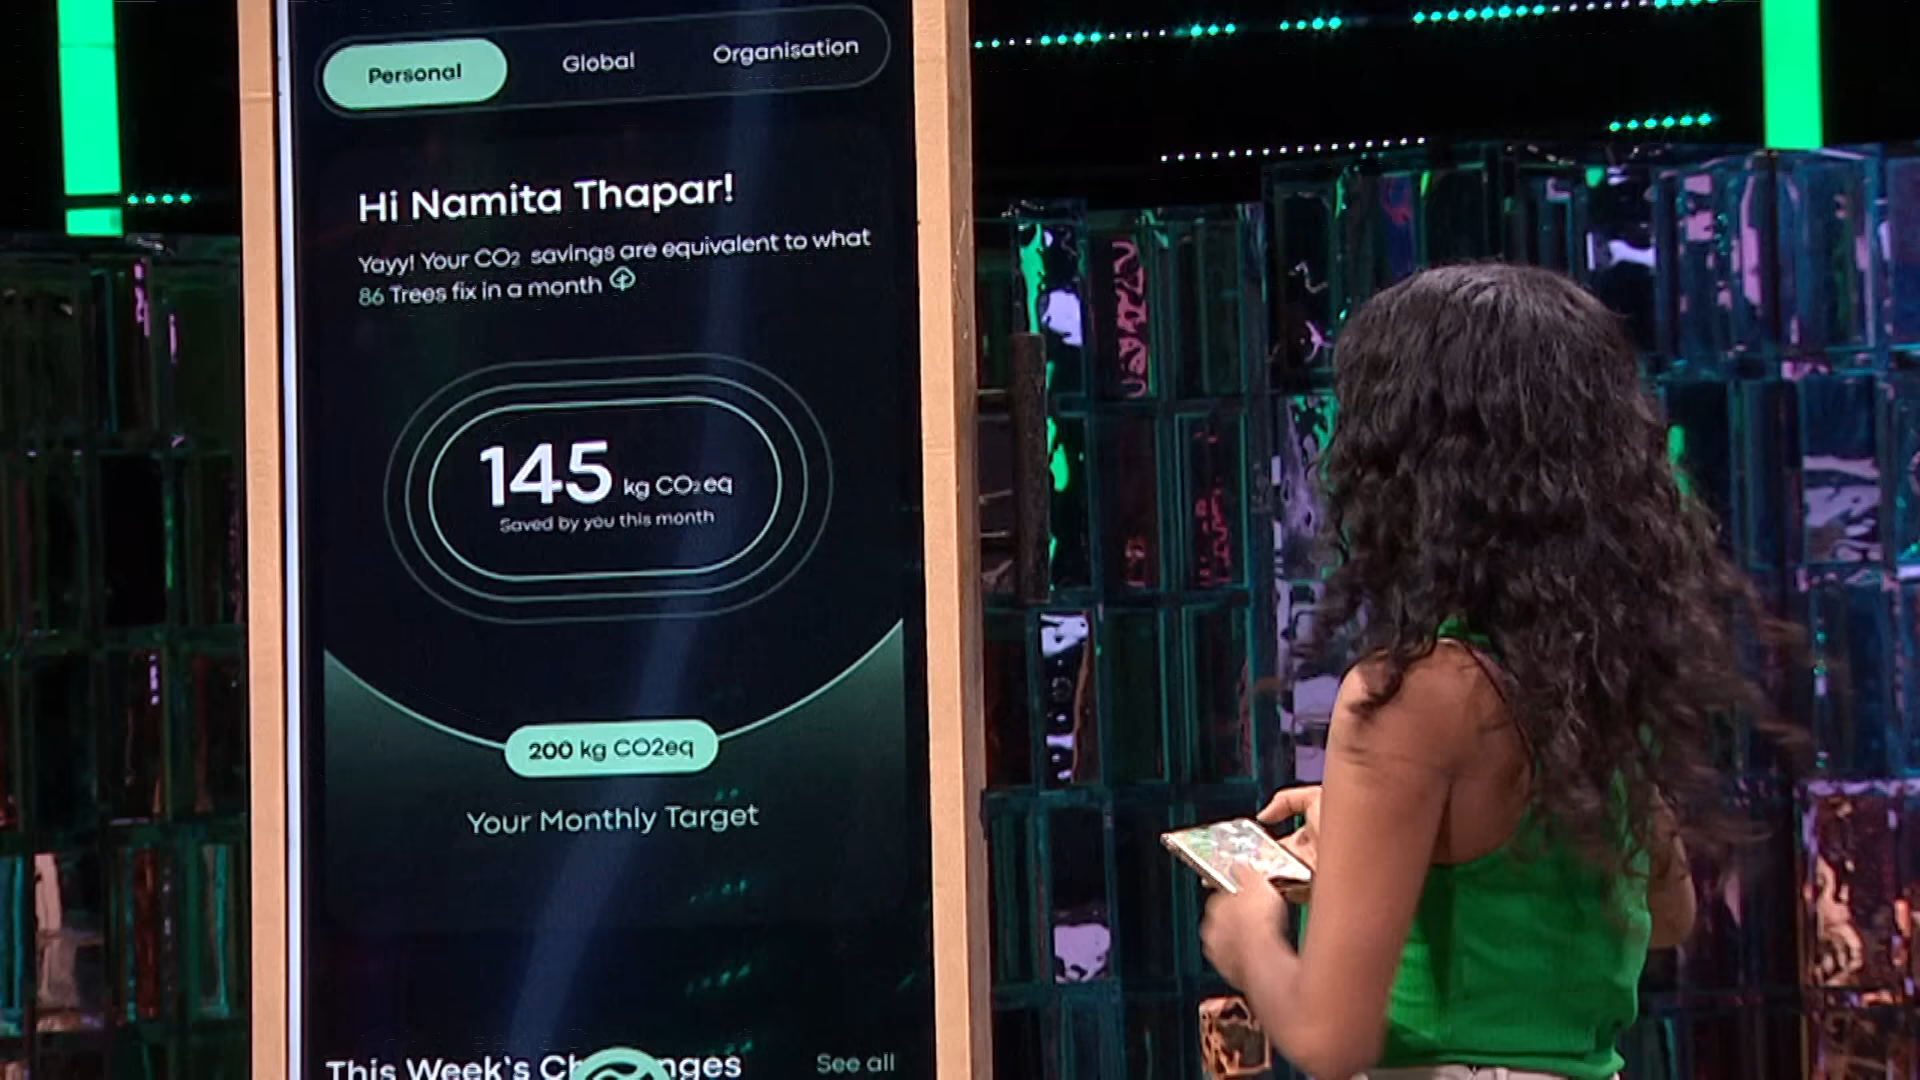 Personal Global Organisation
Hi Namita Thapar!
Yayy! Your CO₂ savings are equivalent to what
86 Trees fix in a month
145 kg CO₂eq
Saved by you this month
200 kg CO2eq
Your Monthly Target
This Week's See all